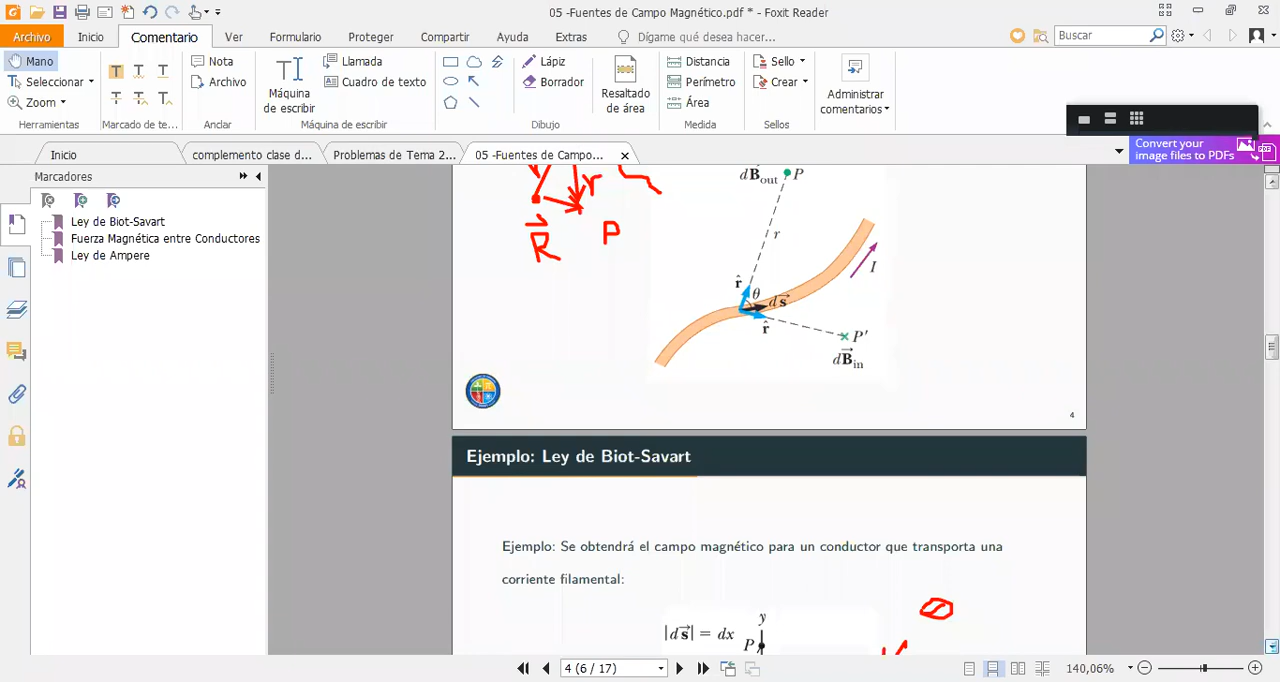 05 -Fuentes de Campo Magnético.pdf * - Foxit Reader
Archivo Inicio Comentario Ver Formulario Proteger Compartir Ayuda Extras Dígame qué desea hacer... Buscar
Mano
Seleccionar
Zoom
Herramientas
T T T
T T T
Marcado de te...
Nota
Archivo
Anclar
Máquina de escribir
Llamada
Cuadro de texto
Máquina de escribir
Lápiz
Borrador
Dibujo
Resaltado de área
Distancia
Perímetro
Área
Medida
Sello
Crear
Sellos
Administrar comentarios
Convert your
image files to PDFs
Inicio complemento clase d... Problemas de Tema 2... 05 -Fuentes de Campo...
Marcadores
Ley de Biot-Savart
Fuerza Magnética entre Conductores
Ley de Ampere
r
R
P
dB out P
r
I
r̂ θ
ds
r̂
P′
dB in
4
Ejemplo: Ley de Biot-Savart
Ejemplo: Se obtendrá el campo magnético para un conductor que transporta una
corriente filamental:
|ds| = dx
y
P
4 (6 / 17)
140,06%